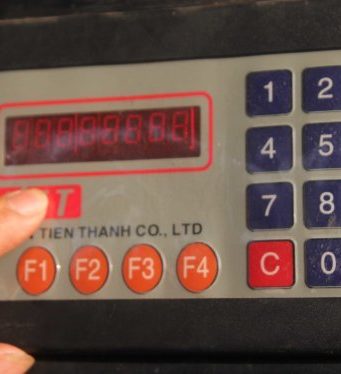 1 2
4 5
T
TIEN THANH CO., LTD
7 8
F1 F2 F3 F4 C 0